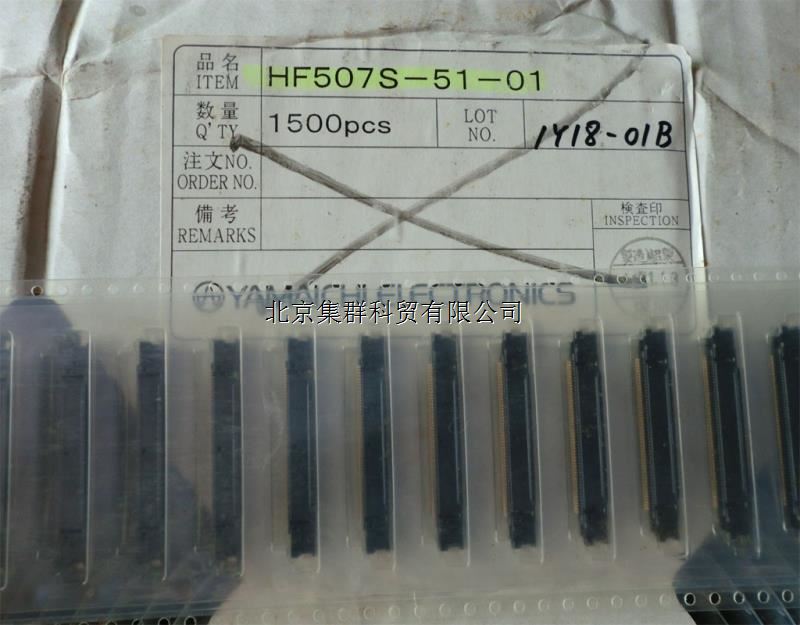 品名
ITEM HF507S-51-01
数量
Q'TY 1500pcs LOT NO. 1Y18-01B
注文NO.
ORDER NO.
備考
REMARKS
検査印
INSPECTION
YAMAICHI ELECTRONICS
北京集群科贸有限公司